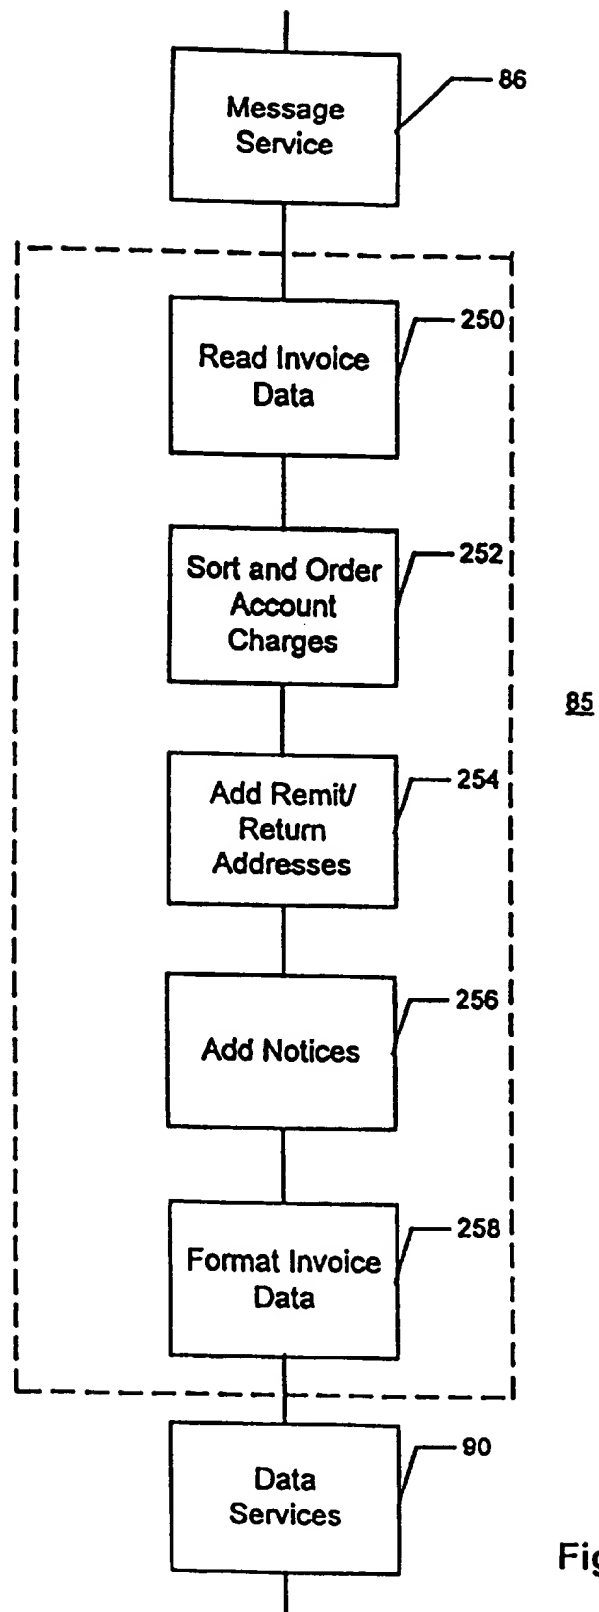 Message
Service
86
Read Invoice
Data
250
Sort and Order
Account
Charges
252
85
Add Remit/
Return
Addresses
254
Add Notices
256
Format Invoice
Data
258
Data
Services
90
Fig